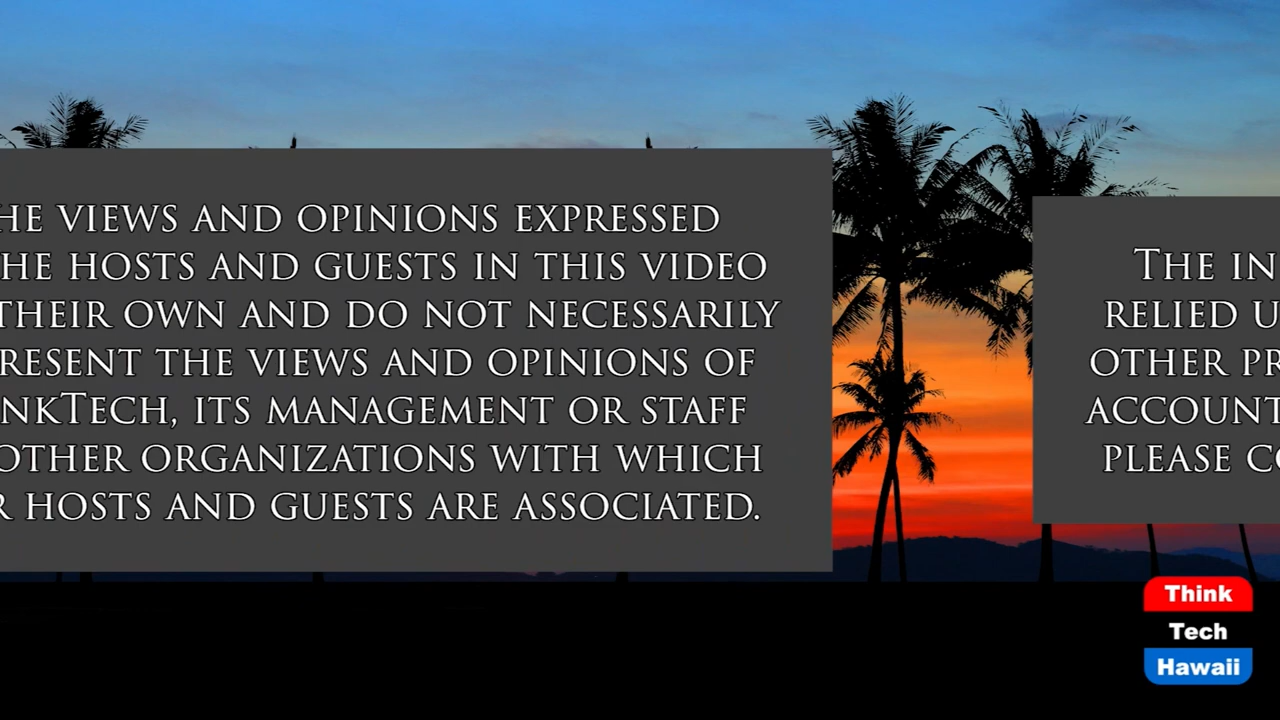 HE VIEWS AND OPINIONS EXPRESSED
HE HOSTS AND GUESTS IN THIS VIDEO
THEIR OWN AND DO NOT NECESSARILY
RESENT THE VIEWS AND OPINIONS OF
NKTECH, ITS MANAGEMENT OR STAFF
OTHER ORGANIZATIONS WITH WHICH
R HOSTS AND GUESTS ARE ASSOCIATED.
THE IN
RELIED U
OTHER PR
ACCOUNT
PLEASE CO
Think
Tech
Hawaii